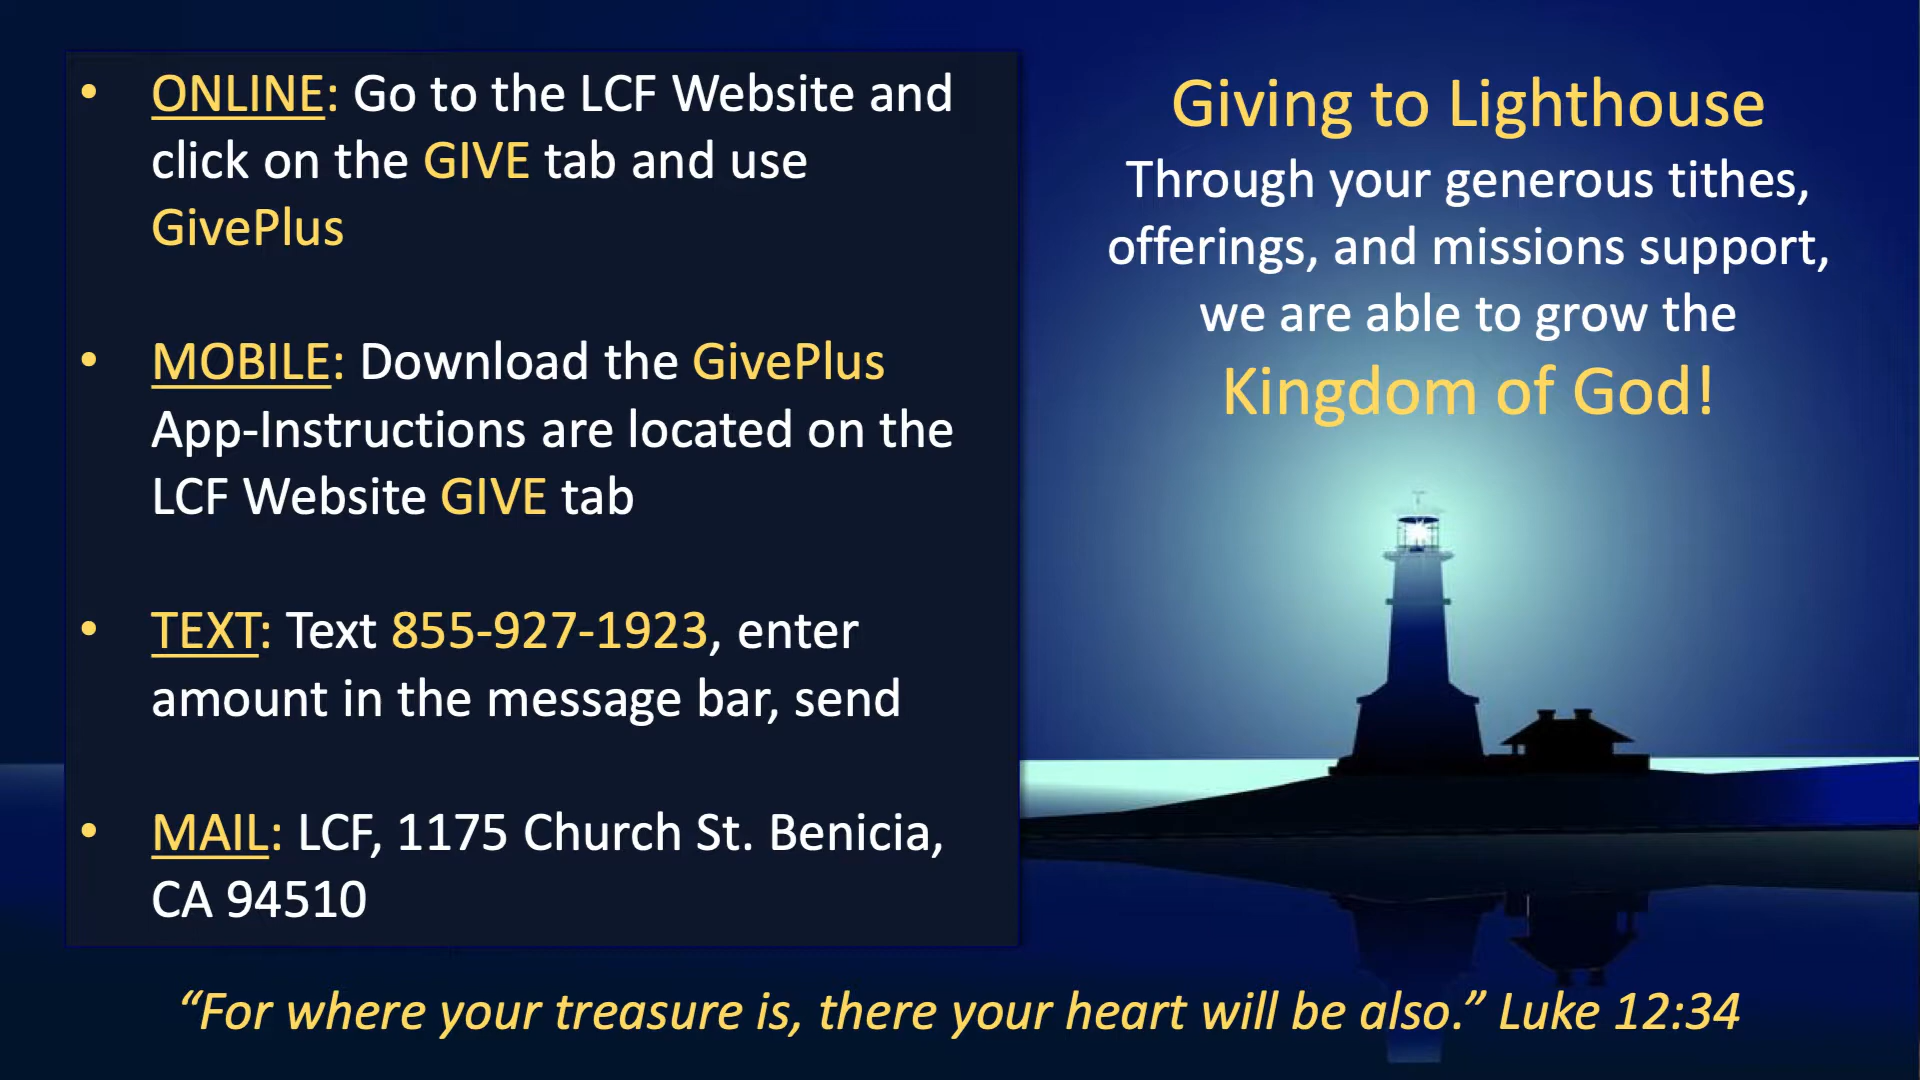 • ONLINE: Go to the LCF Website and
click on the GIVE tab and use
GivePlus
• MOBILE: Download the GivePlus
App-Instructions are located on the
LCF Website GIVE tab
• TEXT: Text 855-927-1923, enter
amount in the message bar, send
• MAIL: LCF, 1175 Church St. Benicia,
CA 94510
Giving to Lighthouse
Through your generous tithes,
offerings, and missions support,
we are able to grow the
Kingdom of God!
“For where your treasure is, there your heart will be also.” Luke 12:34